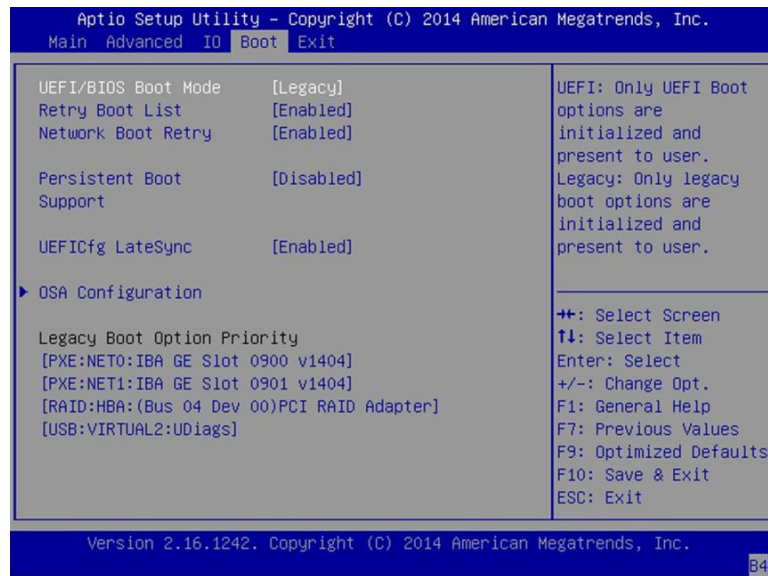 Aptio Setup Utility – Copyright (C) 2014 American Megatrends, Inc.
Main Advanced IO Boot Exit
UEFI/BIOS Boot Mode [Legacy]
Retry Boot List [Enabled]
Network Boot Retry [Enabled]
Persistent Boot [Disabled]
Support
UEFICfg LateSync [Enabled]
OSA Configuration
Legacy Boot Option Priority
[PXE:NET0:IBA GE Slot 0900 v1404]
[PXE:NET1:IBA GE Slot 0901 v1404]
[RAID:HBA:(Bus 04 Dev 00)PCI RAID Adapter]
[USB:VIRTUAL2:UDiags]
UEFI: Only UEFI Boot
options are
initialized and
present to user.
Legacy: Only legacy
boot options are
initialized and
present to user.
→←: Select Screen
↑↓: Select Item
Enter: Select
+/-: Change Opt.
F1: General Help
F7: Previous Values
F9: Optimized Defaults
F10: Save & Exit
ESC: Exit
Version 2.16.1242. Copyright (C) 2014 American Megatrends, Inc.
B4